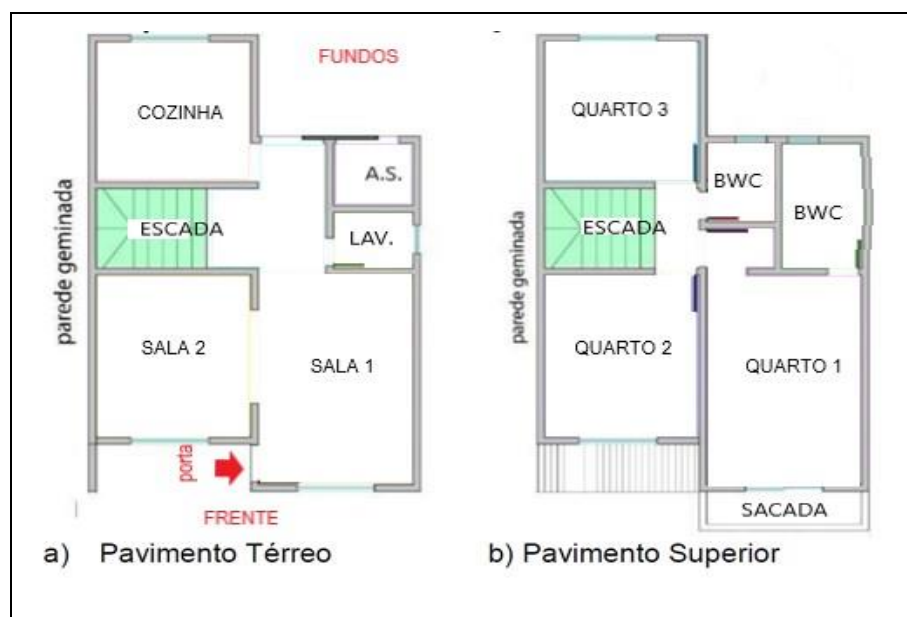 FUNDOS
COZINHA
A.S.
ESCADA
LAV.
parede geminada
SALA 2
SALA 1
porta
FRENTE
a) Pavimento Térreo
QUARTO 3
BWC
BWC
ESCADA
parede geminada
QUARTO 2
QUARTO 1
SACADA
b) Pavimento Superior